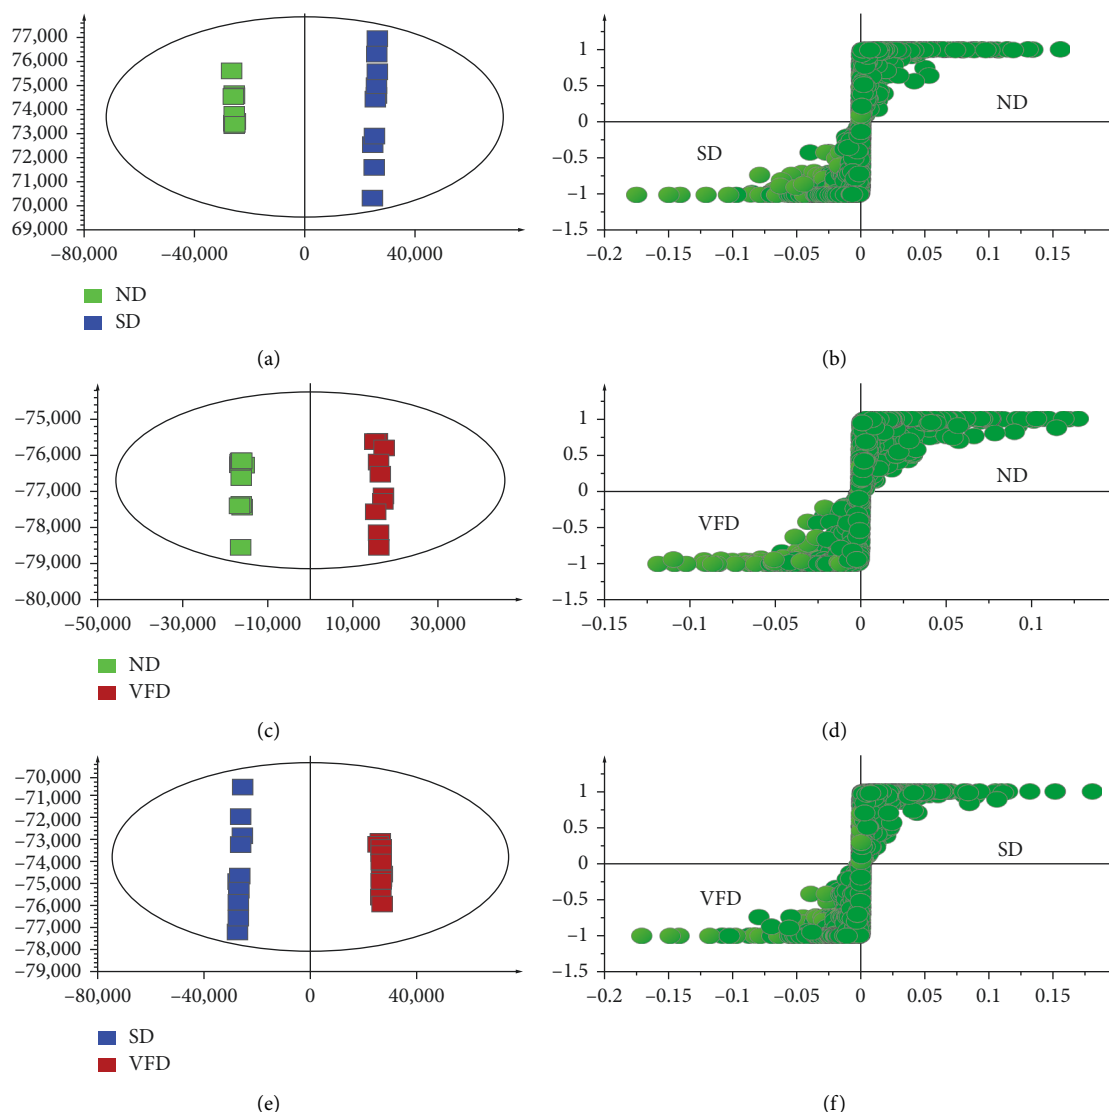 77,000
76,000
75,000
74,000
73,000
72,000
71,000
70,000
69,000
−80,000 −40,000 0 40,000
ND
SD
(a)
1
0.5
0
−0.5
−1
−1.5
ND
SD
−0.2 −0.15 −0.1 −0.05 0 0.05 0.1 0.15
(b)
−75,000
−76,000
−77,000
−78,000
−79,000
−80,000
−50,000 −30,000 −10,000 10,000 30,000
ND
VFD
(c)
1
0.5
0
−0.5
−1
−1.5
ND
VFD
−0.15 −0.1 −0.05 0 0.05 0.1
(d)
−70,000
−71,000
−72,000
−73,000
−74,000
−75,000
−76,000
−77,000
−78,000
−79,000
−80,000 −40,000 0 40,000
SD
VFD
(e)
1
0.5
0
−0.5
−1
−1.5
SD
VFD
−0.2 −0.15 −0.1 −0.05 0 0.05 0.1 0.15
(f)